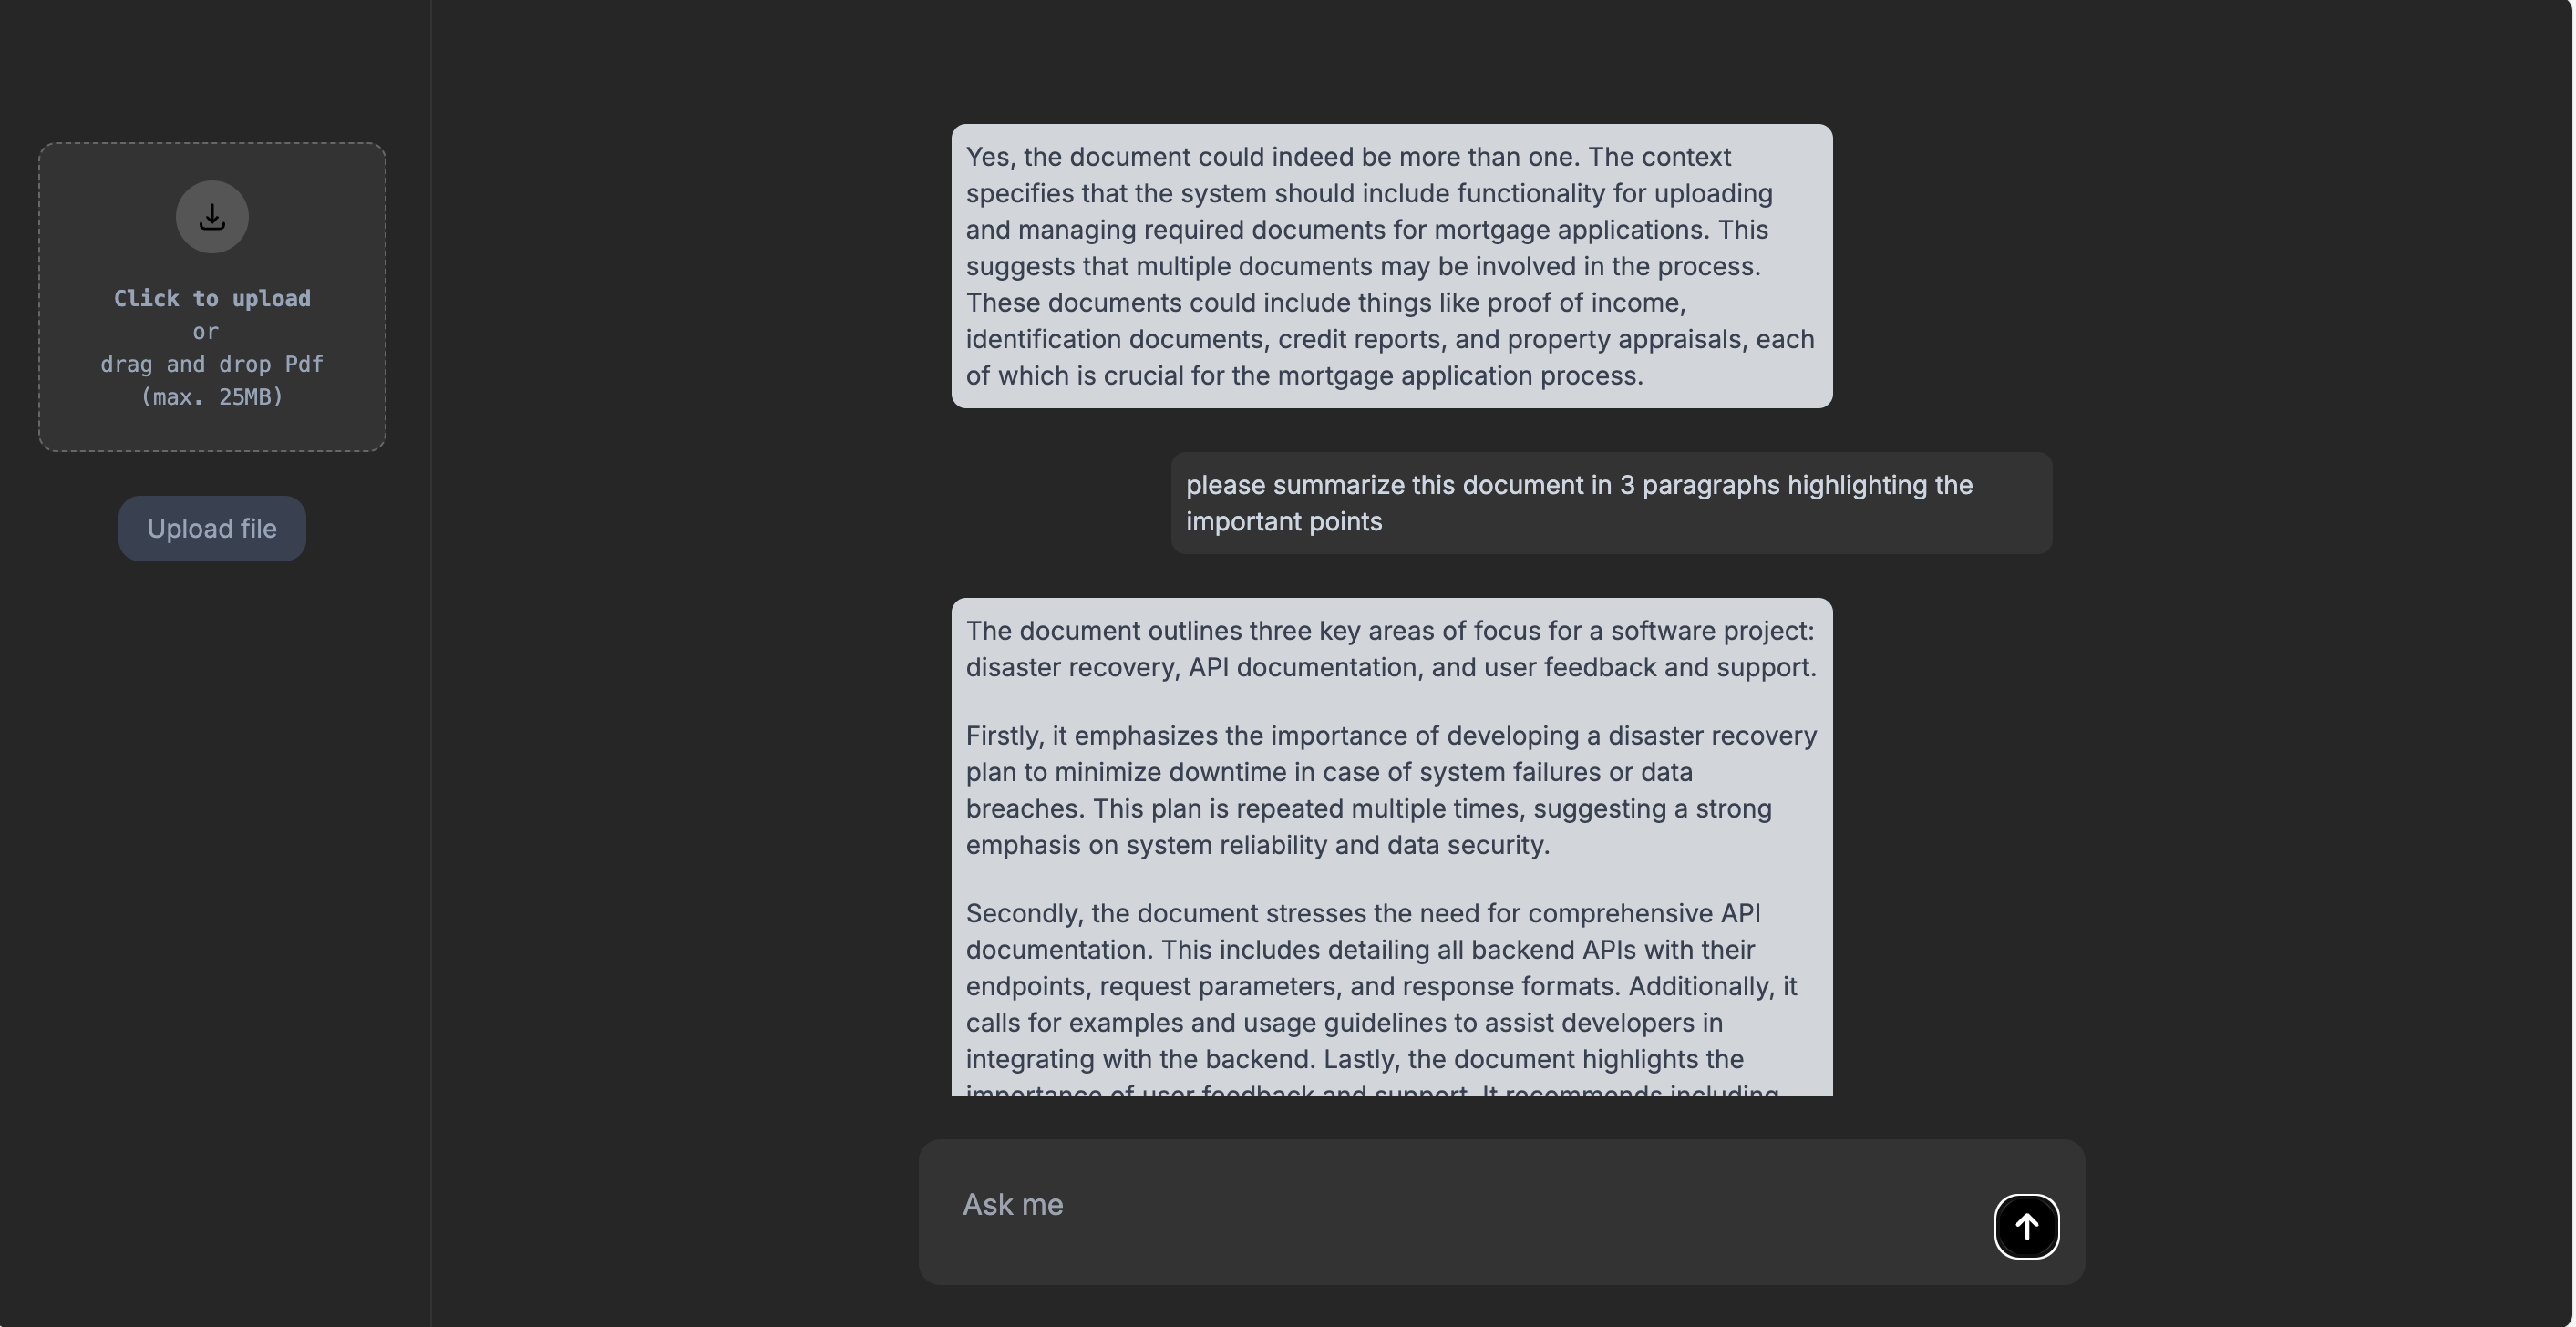 Click to upload
or
drag and drop Pdf
(max. 25MB)
Upload file
Yes, the document could indeed be more than one. The context
specifies that the system should include functionality for uploading
and managing required documents for mortgage applications. This
suggests that multiple documents may be involved in the process.
These documents could include things like proof of income,
identification documents, credit reports, and property appraisals, each
of which is crucial for the mortgage application process.
please summarize this document in 3 paragraphs highlighting the
important points
The document outlines three key areas of focus for a software project:
disaster recovery, API documentation, and user feedback and support.
Firstly, it emphasizes the importance of developing a disaster recovery
plan to minimize downtime in case of system failures or data
breaches. This plan is repeated multiple times, suggesting a strong
emphasis on system reliability and data security.
Secondly, the document stresses the need for comprehensive API
documentation. This includes detailing all backend APIs with their
endpoints, request parameters, and response formats. Additionally, it
calls for examples and usage guidelines to assist developers in
integrating with the backend. Lastly, the document highlights the
importance of user feedback and support. It recommends including
Ask me